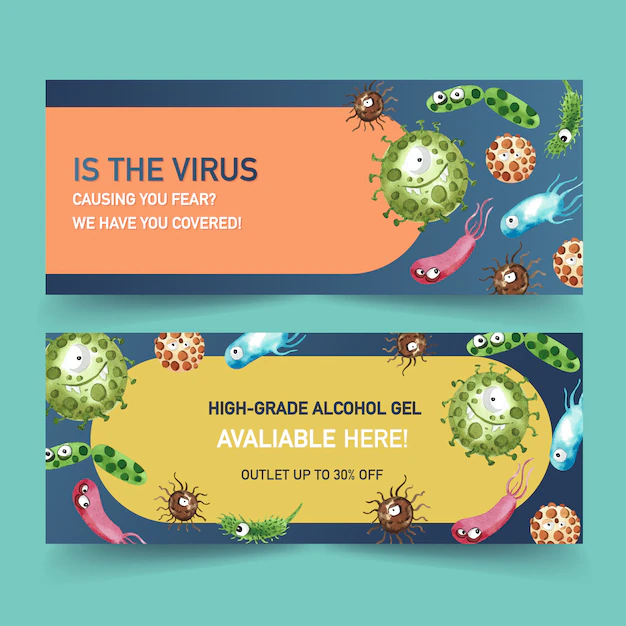 IS THE VIRUS
CAUSING YOU FEAR?
WE HAVE YOU COVERED!
HIGH-GRADE ALCOHOL GEL
AVALIABLE HERE!
OUTLET UP TO 30% OFF